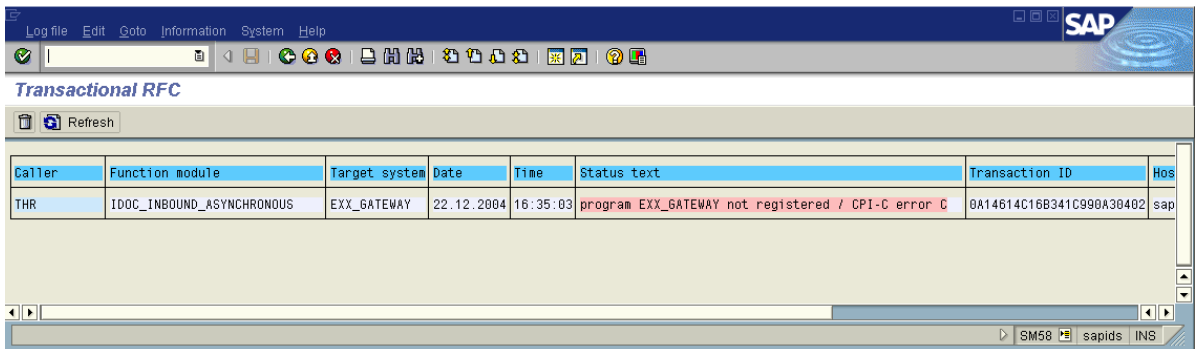 Log file Edit Goto Information System Help
SAP
Transactional RFC
Refresh
Caller Function module Target system Date Time Status text Transaction ID Hos
THR IDOC_INBOUND_ASYNCHRONOUS EXX_GATEWAY 22.12.2004 16:35:03 program EXX_GATEWAY not registered / CPI-C error C 0A14614C16B341C990A30402 sap
SM58 sapids INS